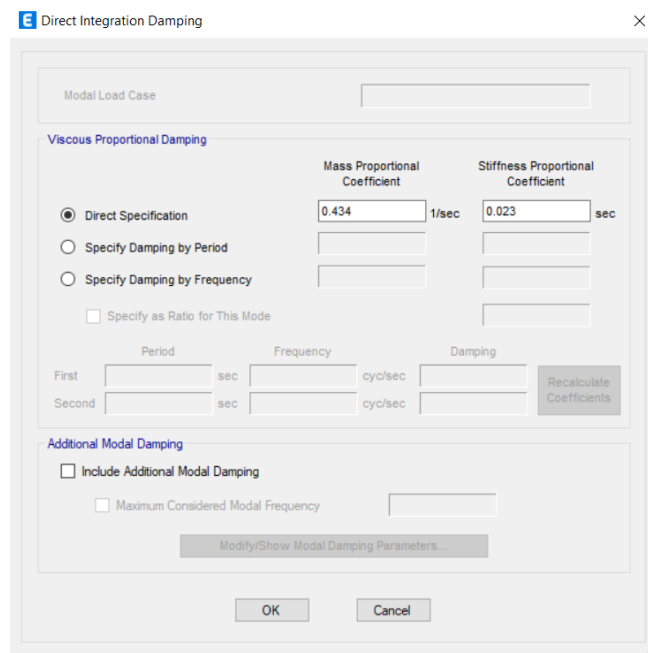 E Direct Integration Damping
Modal Load Case
Viscous Proportional Damping
Mass Proportional
Coefficient
Stiffness Proportional
Coefficient
Direct Specification 0.434 1/sec 0.023 sec
Specify Damping by Period
Specify Damping by Frequency
Specify as Ratio for This Mode
Period Frequency Damping
First sec cyc/sec
Second sec cyc/sec
Recalculate
Coefficients
Additional Modal Damping
Include Additional Modal Damping
Maximum Considered Modal Frequency
Modify/Show Modal Damping Parameters...
OK Cancel